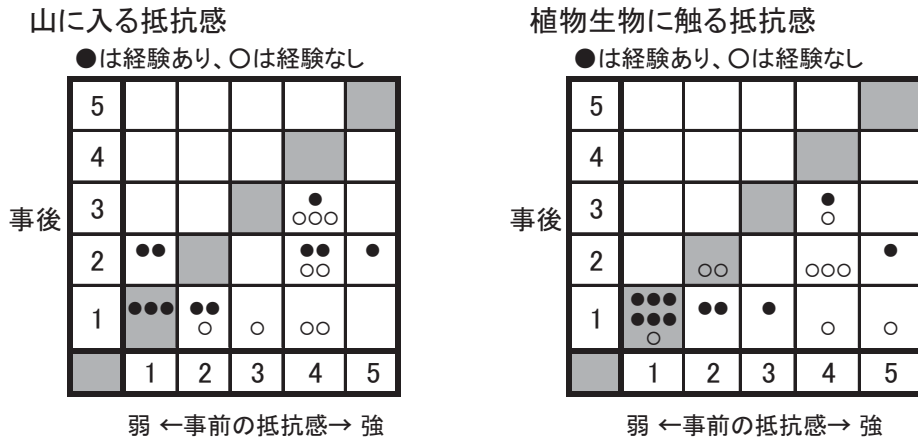 山に入る抵抗感
●は経験あり、○は経験なし
5
4
3
2
1
事後
1 2 3 4 5
弱 ←事前の抵抗感→ 強
植物生物に触る抵抗感
●は経験あり、○は経験なし
5
4
3
2
1
事後
1 2 3 4 5
弱 ←事前の抵抗感→ 強